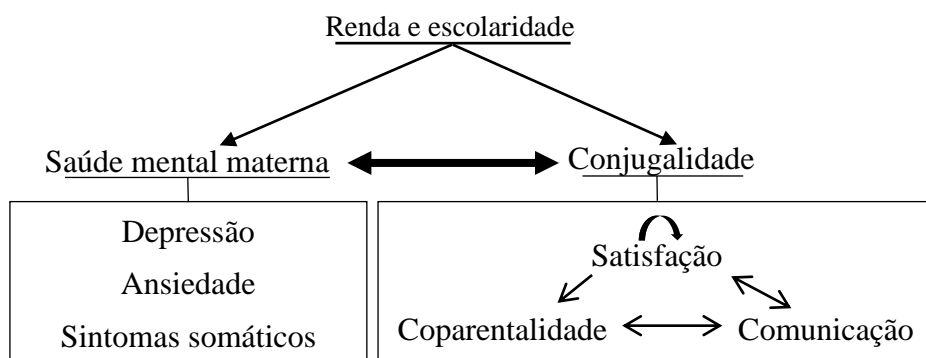 Renda e escolaridade
Saúde mental materna
Conjugalidade
Depressão
Ansiedade
Sintomas somáticos
Satisfação
Coparentalidade
Comunicação